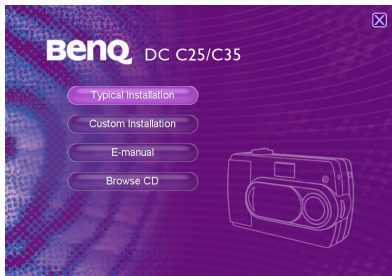 BenQ DC C25/C35
Typical Installation
Custom Installation
E-manual
Browse CD